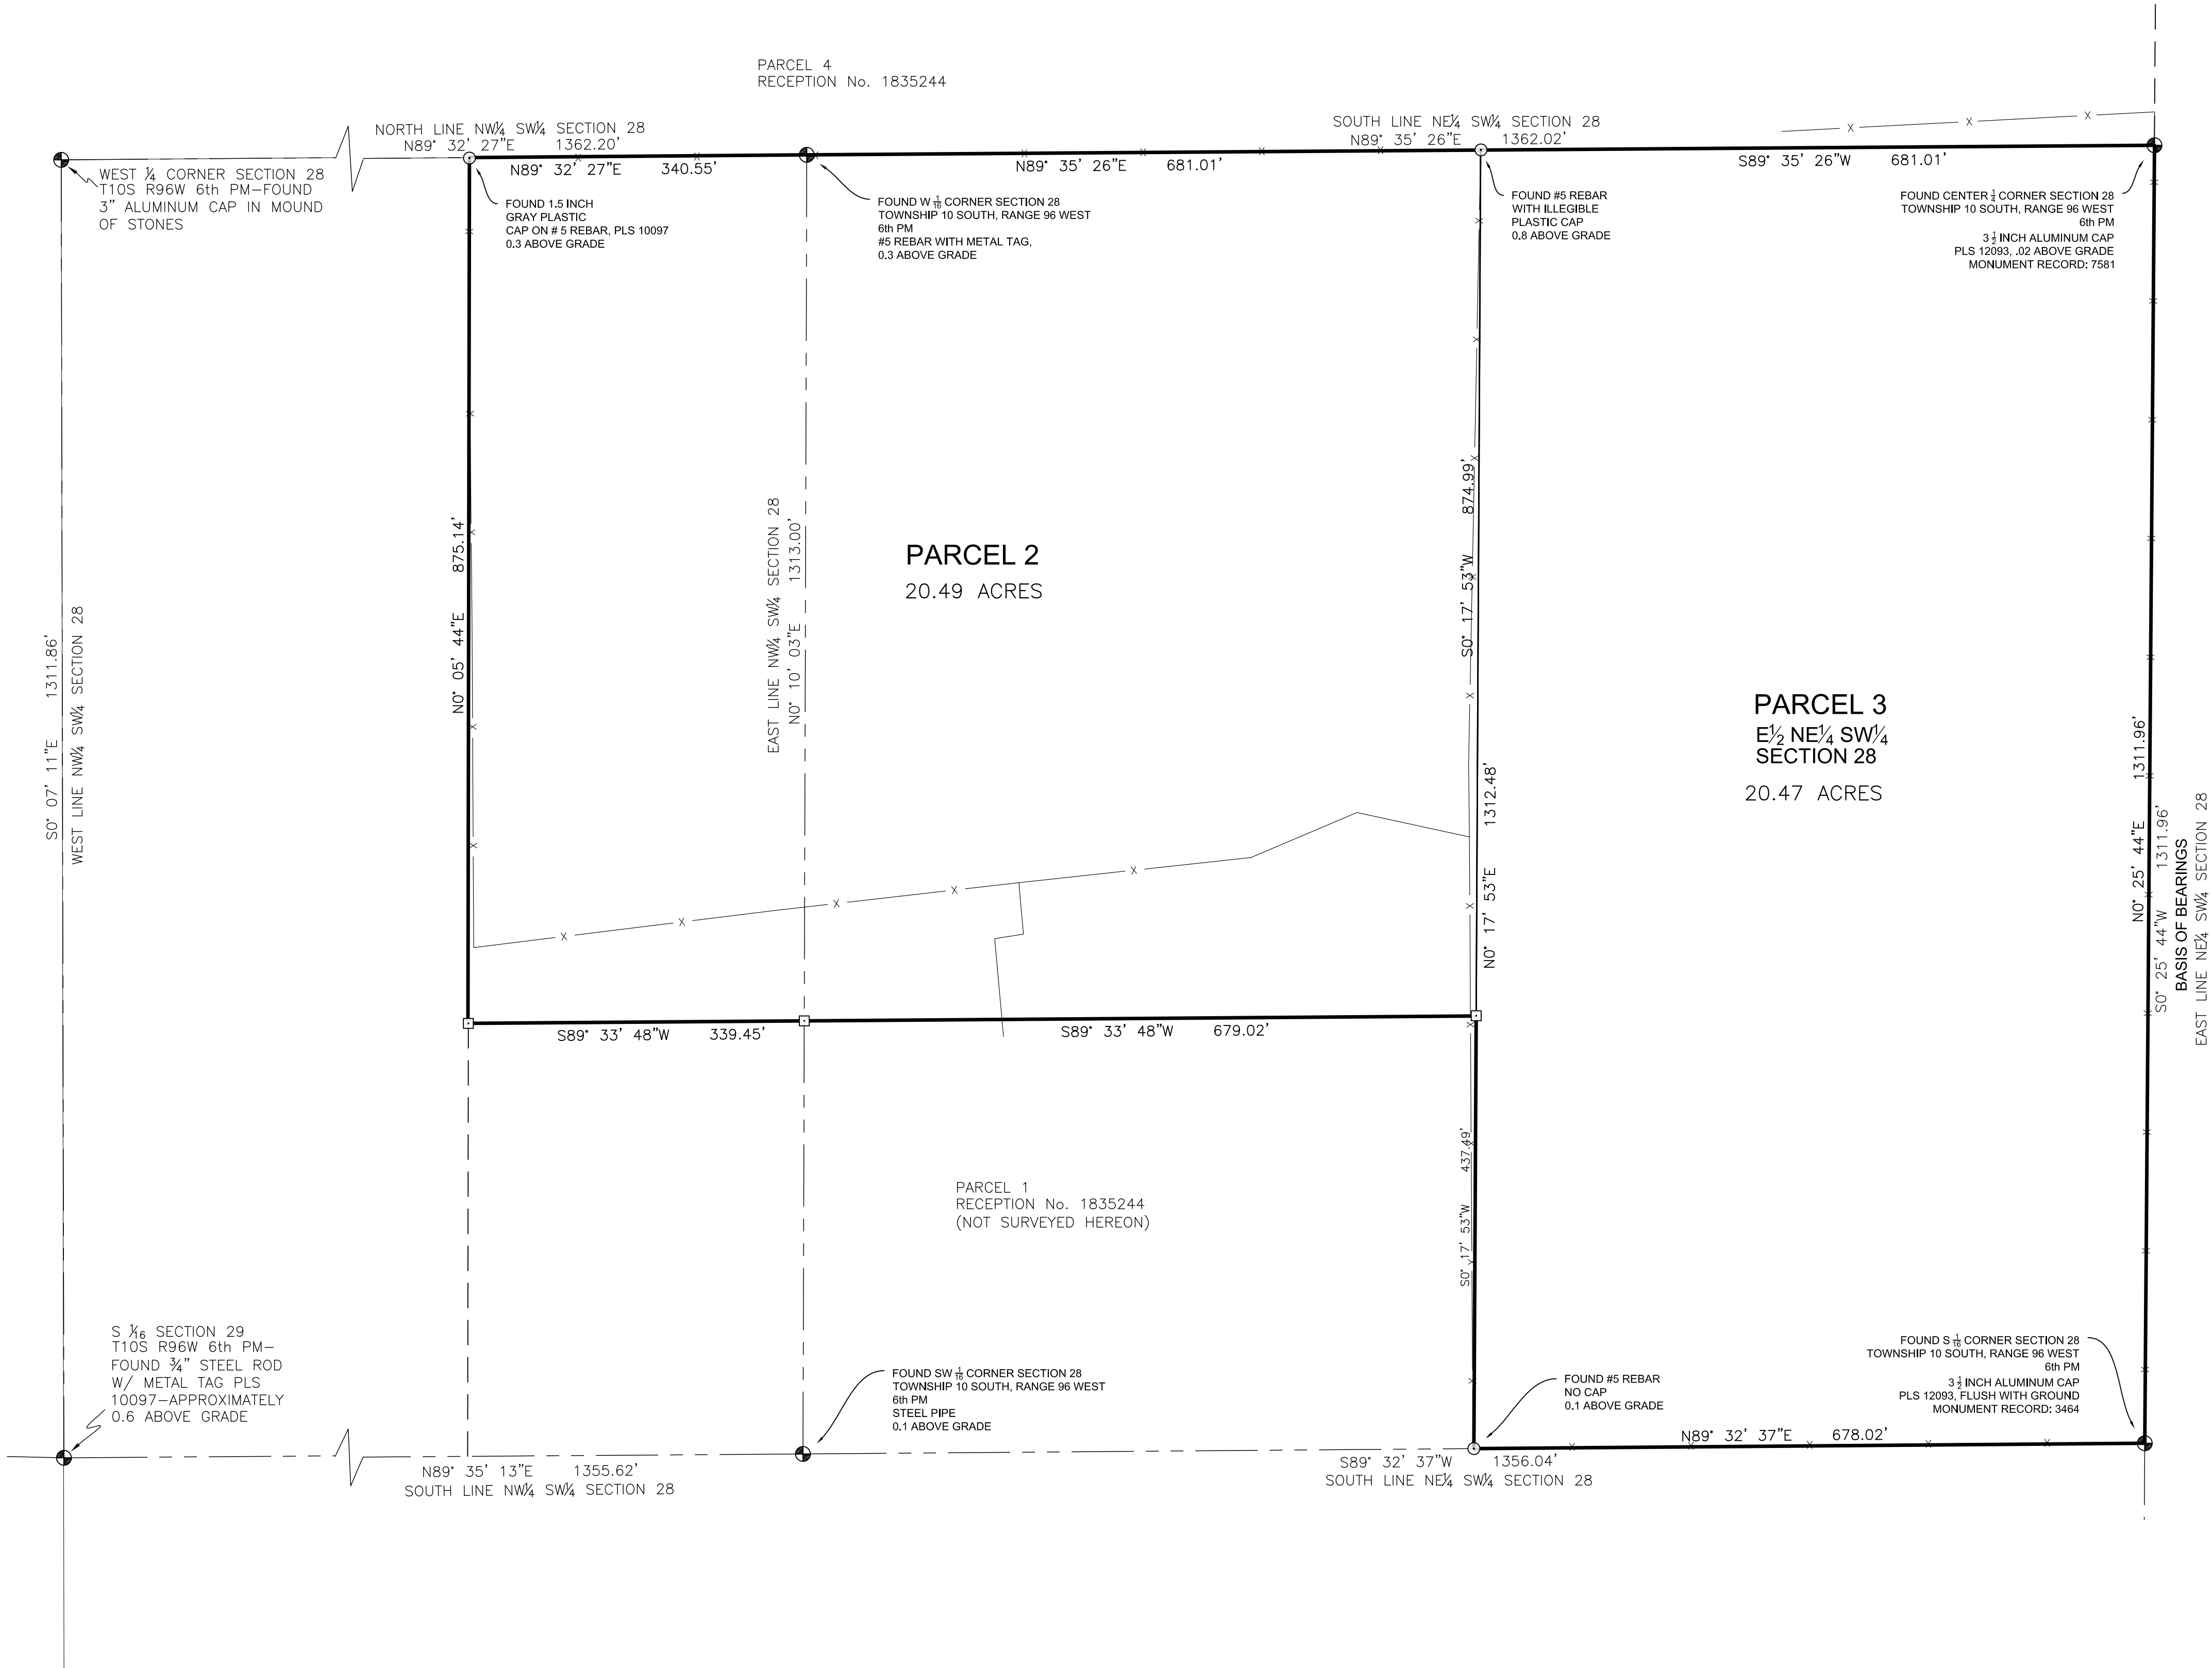 PARCEL 4
RECEPTION No. 1835244
NORTH LINE NW¼ SW¼ SECTION 28
N89° 32' 27"E 1362.20'
SOUTH LINE NE¼ SW¼ SECTION 28
N89° 35' 26"E 1362.02'
N89° 32' 27"E 340.55'
N89° 35' 26"E 681.01'
S89° 35' 26"W 681.01'
WEST ¼ CORNER SECTION 28
T10S R96W 6th PM-FOUND
3" ALUMINUM CAP IN MOUND
OF STONES
FOUND 1.5 INCH
GRAY PLASTIC
CAP ON # 5 REBAR, PLS 10097
0.3 ABOVE GRADE
FOUND W 1/16 CORNER SECTION 28
TOWNSHIP 10 SOUTH, RANGE 96 WEST
6th PM
#5 REBAR WITH METAL TAG,
0.3 ABOVE GRADE
FOUND #5 REBAR
WITH ILLEGIBLE
PLASTIC CAP
0.8 ABOVE GRADE
FOUND CENTER ¼ CORNER SECTION 28
TOWNSHIP 10 SOUTH, RANGE 96 WEST
6th PM
3 ½ INCH ALUMINUM CAP
PLS 12093, .02 ABOVE GRADE
MONUMENT RECORD: 7581
S0° 07' 11"E 1311.86'
WEST LINE NW¼ SW¼ SECTION 28
N0° 05' 44"E 875.14'
EAST LINE NW¼ SW¼ SECTION 28
N0° 10' 03"E 1313.00'
PARCEL 2
20.49 ACRES
S0° 17' 53"W 874.99'
N0° 17' 53"E 1312.48'
PARCEL 3
E½ NE¼ SW¼
SECTION 28
20.47 ACRES
N0° 25' 44"E 1311.96'
S0° 25' 44"W 1311.96'
BASIS OF BEARINGS
EAST LINE NE¼ SW¼ SECTION 28
S89° 33' 48"W 339.45'
S89° 33' 48"W 679.02'
PARCEL 1
RECEPTION No. 1835244
(NOT SURVEYED HEREON)
S0° 17' 53"W 437.49'
S 1/16 SECTION 29
T10S R96W 6th PM-
FOUND ¾" STEEL ROD
W/ METAL TAG PLS
10097-APPROXIMATELY
0.6 ABOVE GRADE
FOUND SW 1/16 CORNER SECTION 28
TOWNSHIP 10 SOUTH, RANGE 96 WEST
6th PM
STEEL PIPE
0.1 ABOVE GRADE
FOUND #5 REBAR
NO CAP
0.1 ABOVE GRADE
FOUND S 1/16 CORNER SECTION 28
TOWNSHIP 10 SOUTH, RANGE 96 WEST
6th PM
3 ½ INCH ALUMINUM CAP
PLS 12093, FLUSH WITH GROUND
MONUMENT RECORD: 3464
N89° 32' 37"E 678.02'
N89° 35' 13"E 1355.62'
SOUTH LINE NW¼ SW¼ SECTION 28
S89° 32' 37"W 1356.04'
SOUTH LINE NE¼ SW¼ SECTION 28